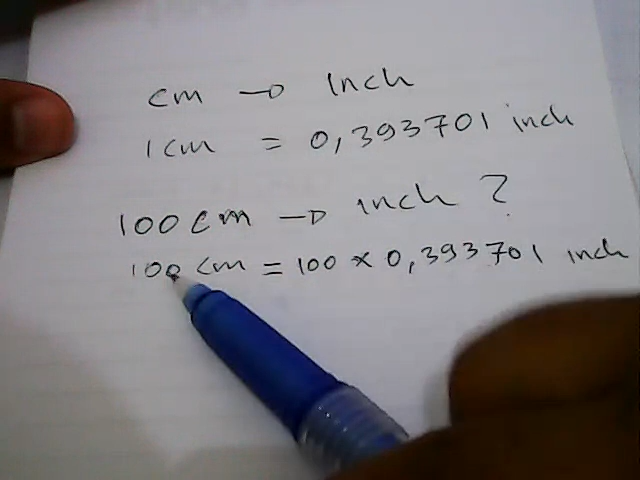 cm → Inch
1 cm = 0,393701 inch
100 cm → inch ?
100 cm = 100 × 0,393701 inch